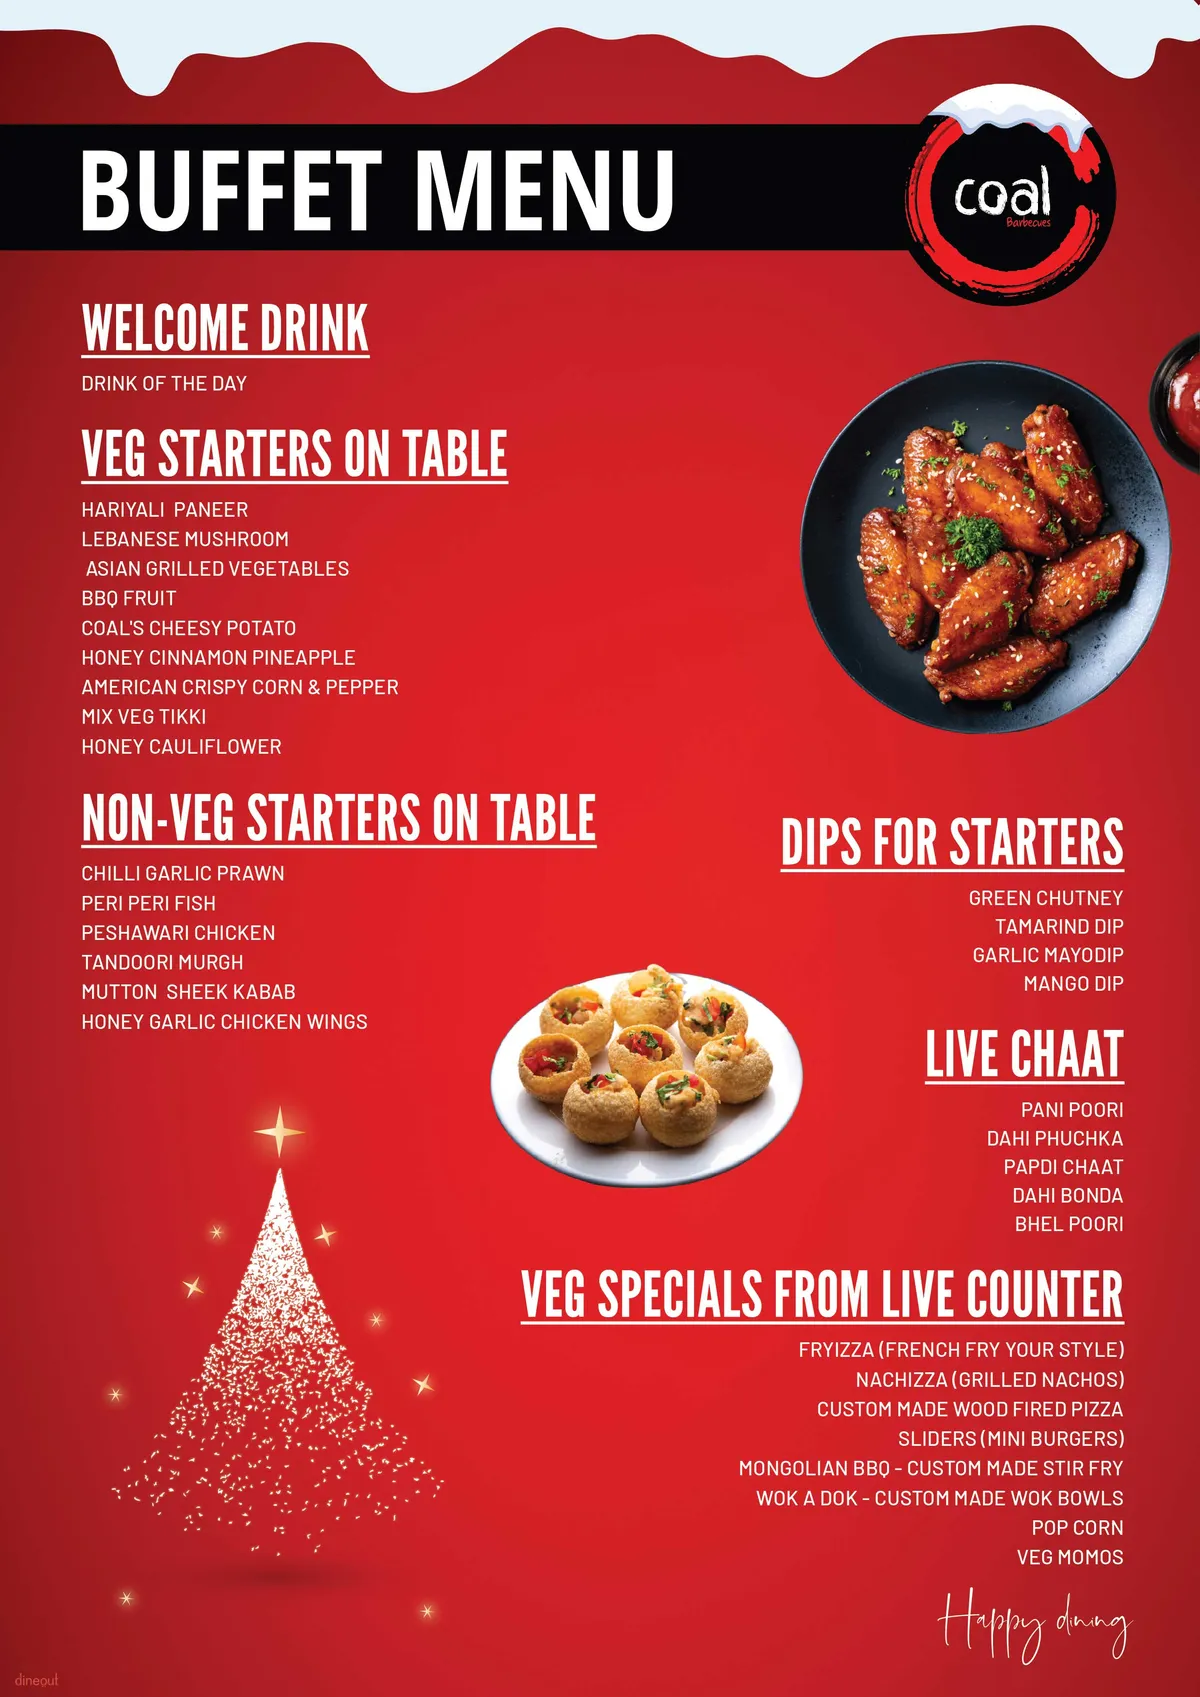 BUFFET MENU
coal
Barbecues
WELCOME DRINK
DRINK OF THE DAY
VEG STARTERS ON TABLE
HARIYALI PANEER
LEBANESE MUSHROOM
ASIAN GRILLED VEGETABLES
BBQ FRUIT
COAL'S CHEESY POTATO
HONEY CINNAMON PINEAPPLE
AMERICAN CRISPY CORN & PEPPER
MIX VEG TIKKI
HONEY CAULIFLOWER
NON-VEG STARTERS ON TABLE
CHILLI GARLIC PRAWN
PERI PERI FISH
PESHAWARI CHICKEN
TANDOORI MURGH
MUTTON SHEEK KABAB
HONEY GARLIC CHICKEN WINGS
DIPS FOR STARTERS
GREEN CHUTNEY
TAMARIND DIP
GARLIC MAYODIP
MANGO DIP
LIVE CHAAT
PANI POORI
DAHI PHUCHKA
PAPDI CHAAT
DAHI BONDA
BHEL POORI
VEG SPECIALS FROM LIVE COUNTER
FRYIZZA (FRENCH FRY YOUR STYLE)
NACHIZZA (GRILLED NACHOS)
CUSTOM MADE WOOD FIRED PIZZA
SLIDERS (MINI BURGERS)
MONGOLIAN BBQ - CUSTOM MADE STIR FRY
WOK A DOK - CUSTOM MADE WOK BOWLS
POP CORN
VEG MOMOS
Happy dining
dineout